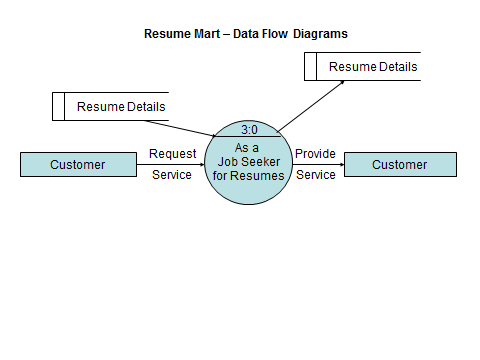 Resume Mart – Data Flow Diagrams
Resume Details
Resume Details
3:0
As a
Job Seeker
for Resumes
Customer
Request
Service
Provide
Service
Customer